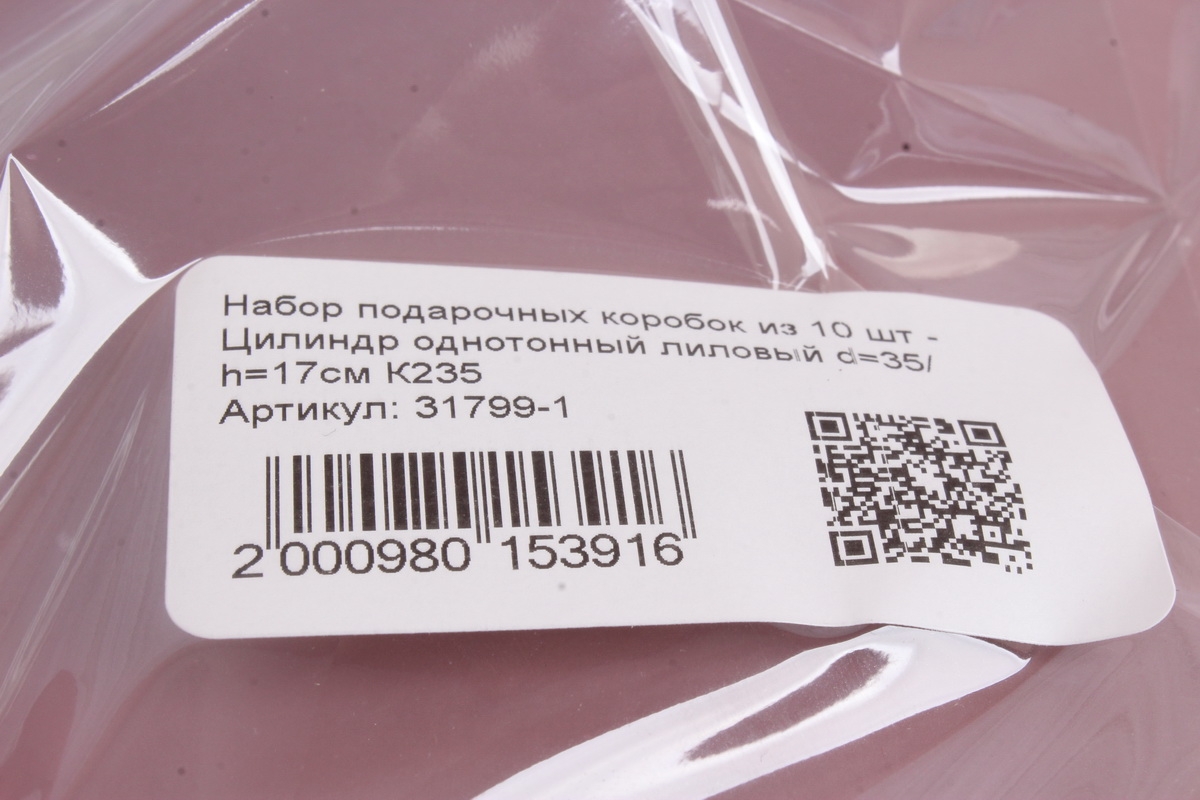 Набор подарочных коробок из 10 шт -
Цилиндр однотонный лиловый d=35/
h=17см К235
Артикул: 31799-1
2 000980 153916